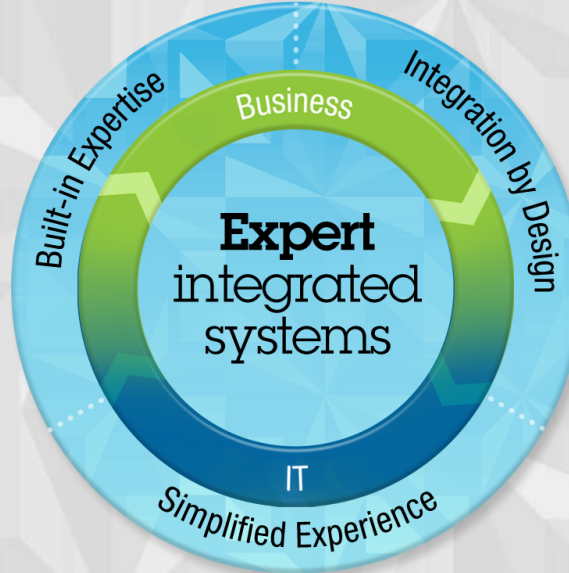 Built-in Expertise
Integration by Design
Business
Expert
integrated
systems
IT
Simplified Experience